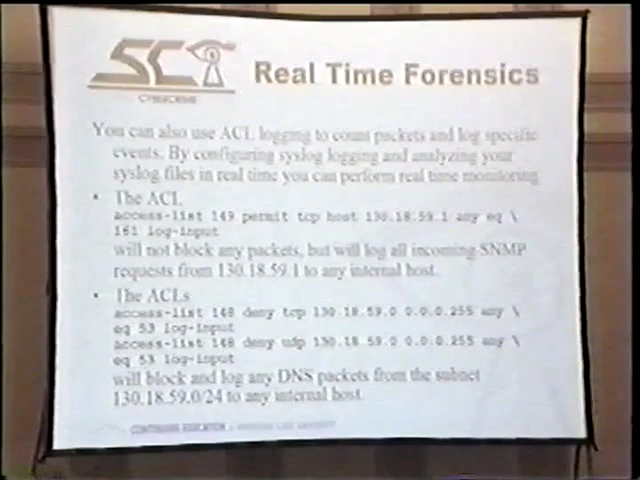 SCI
CYBERCRIME
Real Time Forensics
You can also use ACL logging to count packets and log specific
events. By configuring syslog logging and analyzing your
syslog files in real time you can perform real time monitoring
• The ACL
access-list 149 permit tcp host 130.18.59.1 any eq \
161 log-input
will not block any packets, but will log all incoming SNMP
requests from 130.18.59.1 to any internal host.
• The ACLs
access-list 148 deny tcp 130.18.59.0 0.0.0.255 any \
eq 53 log-input
access-list 148 deny udp 130.18.59.0 0.0.0.255 any \
eq 53 log-input
will block and log any DNS packets from the subnet
130.18.59.0/24 to any internal host.
CONTINUING EDUCATION